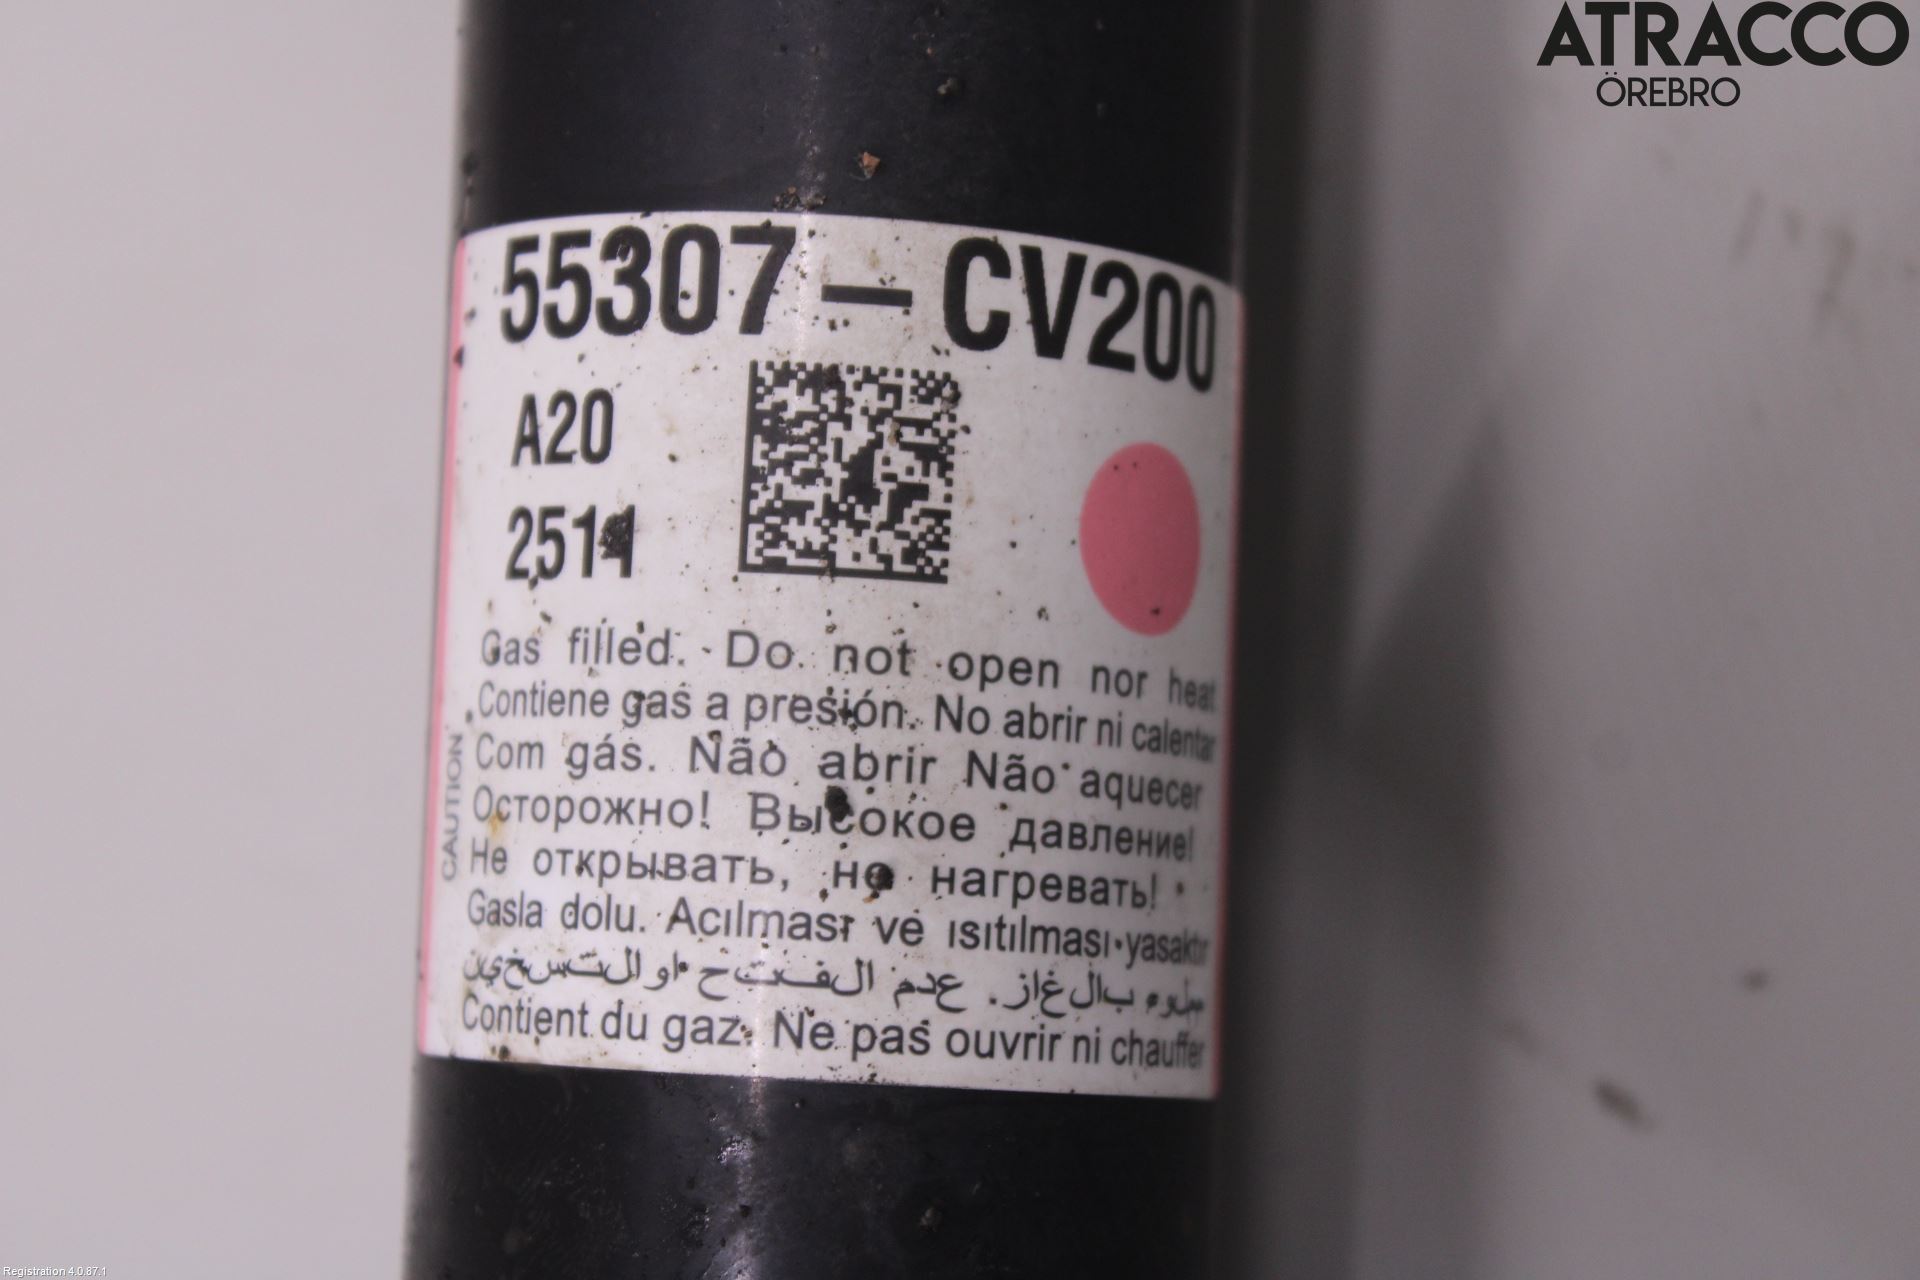 ATRACCO
ÖREBRO
55307-CV200
A20
2511
CAUTION
Gas filled. Do not open nor heat
Contiene gas a presión. No abrir ni calentar
Com gás. Não abrir Não aquecer
Осторожно! Высокое давление!
Не открывать, не нагревать!
Gasla dolu. Acılması ve ısıtılması yasaktır
مملوء بالغاز. عدم الفتح او التسخين
Contient du gaz. Ne pas ouvrir ni chauffer
Registration 4.0.87.1